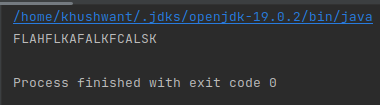 /home/khushwant/.jdks/openjdk-19.0.2/bin/java
FLAHFLKAFALKFCALSK
Process finished with exit code 0